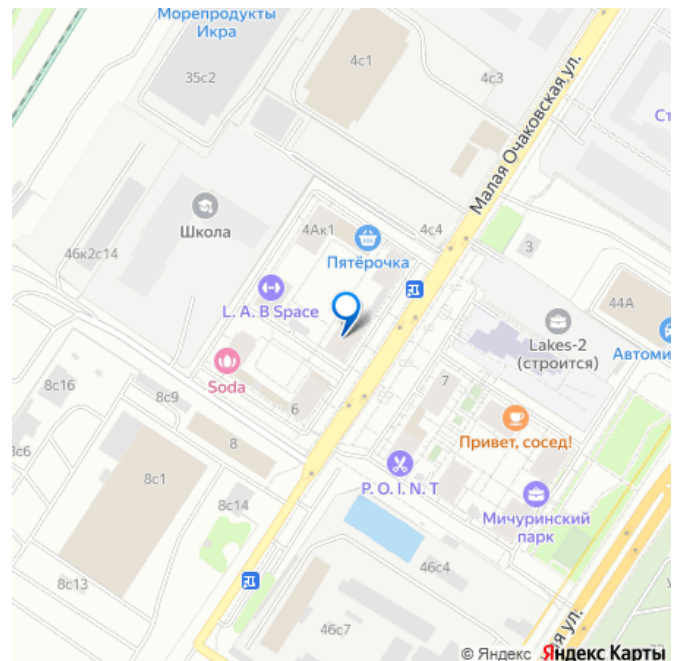 Морепродукты
Икра
4с1
35с2
4с3
Ст
Малая Очаковская ул.
Школа
4Ак1
4с4
3
46к2с14
Пятёрочка
44А
L. A. B Space
Lakes-2
(строится)
Автоми
8с16
Soda
8с9
7
6
Привет, сосед!
8с6
8
8с1
P. O. I. N. T
8с14
Мичуринский
парк
8с13
46с4
46с7
ая ул.
© Яндекс Яндекс Карты